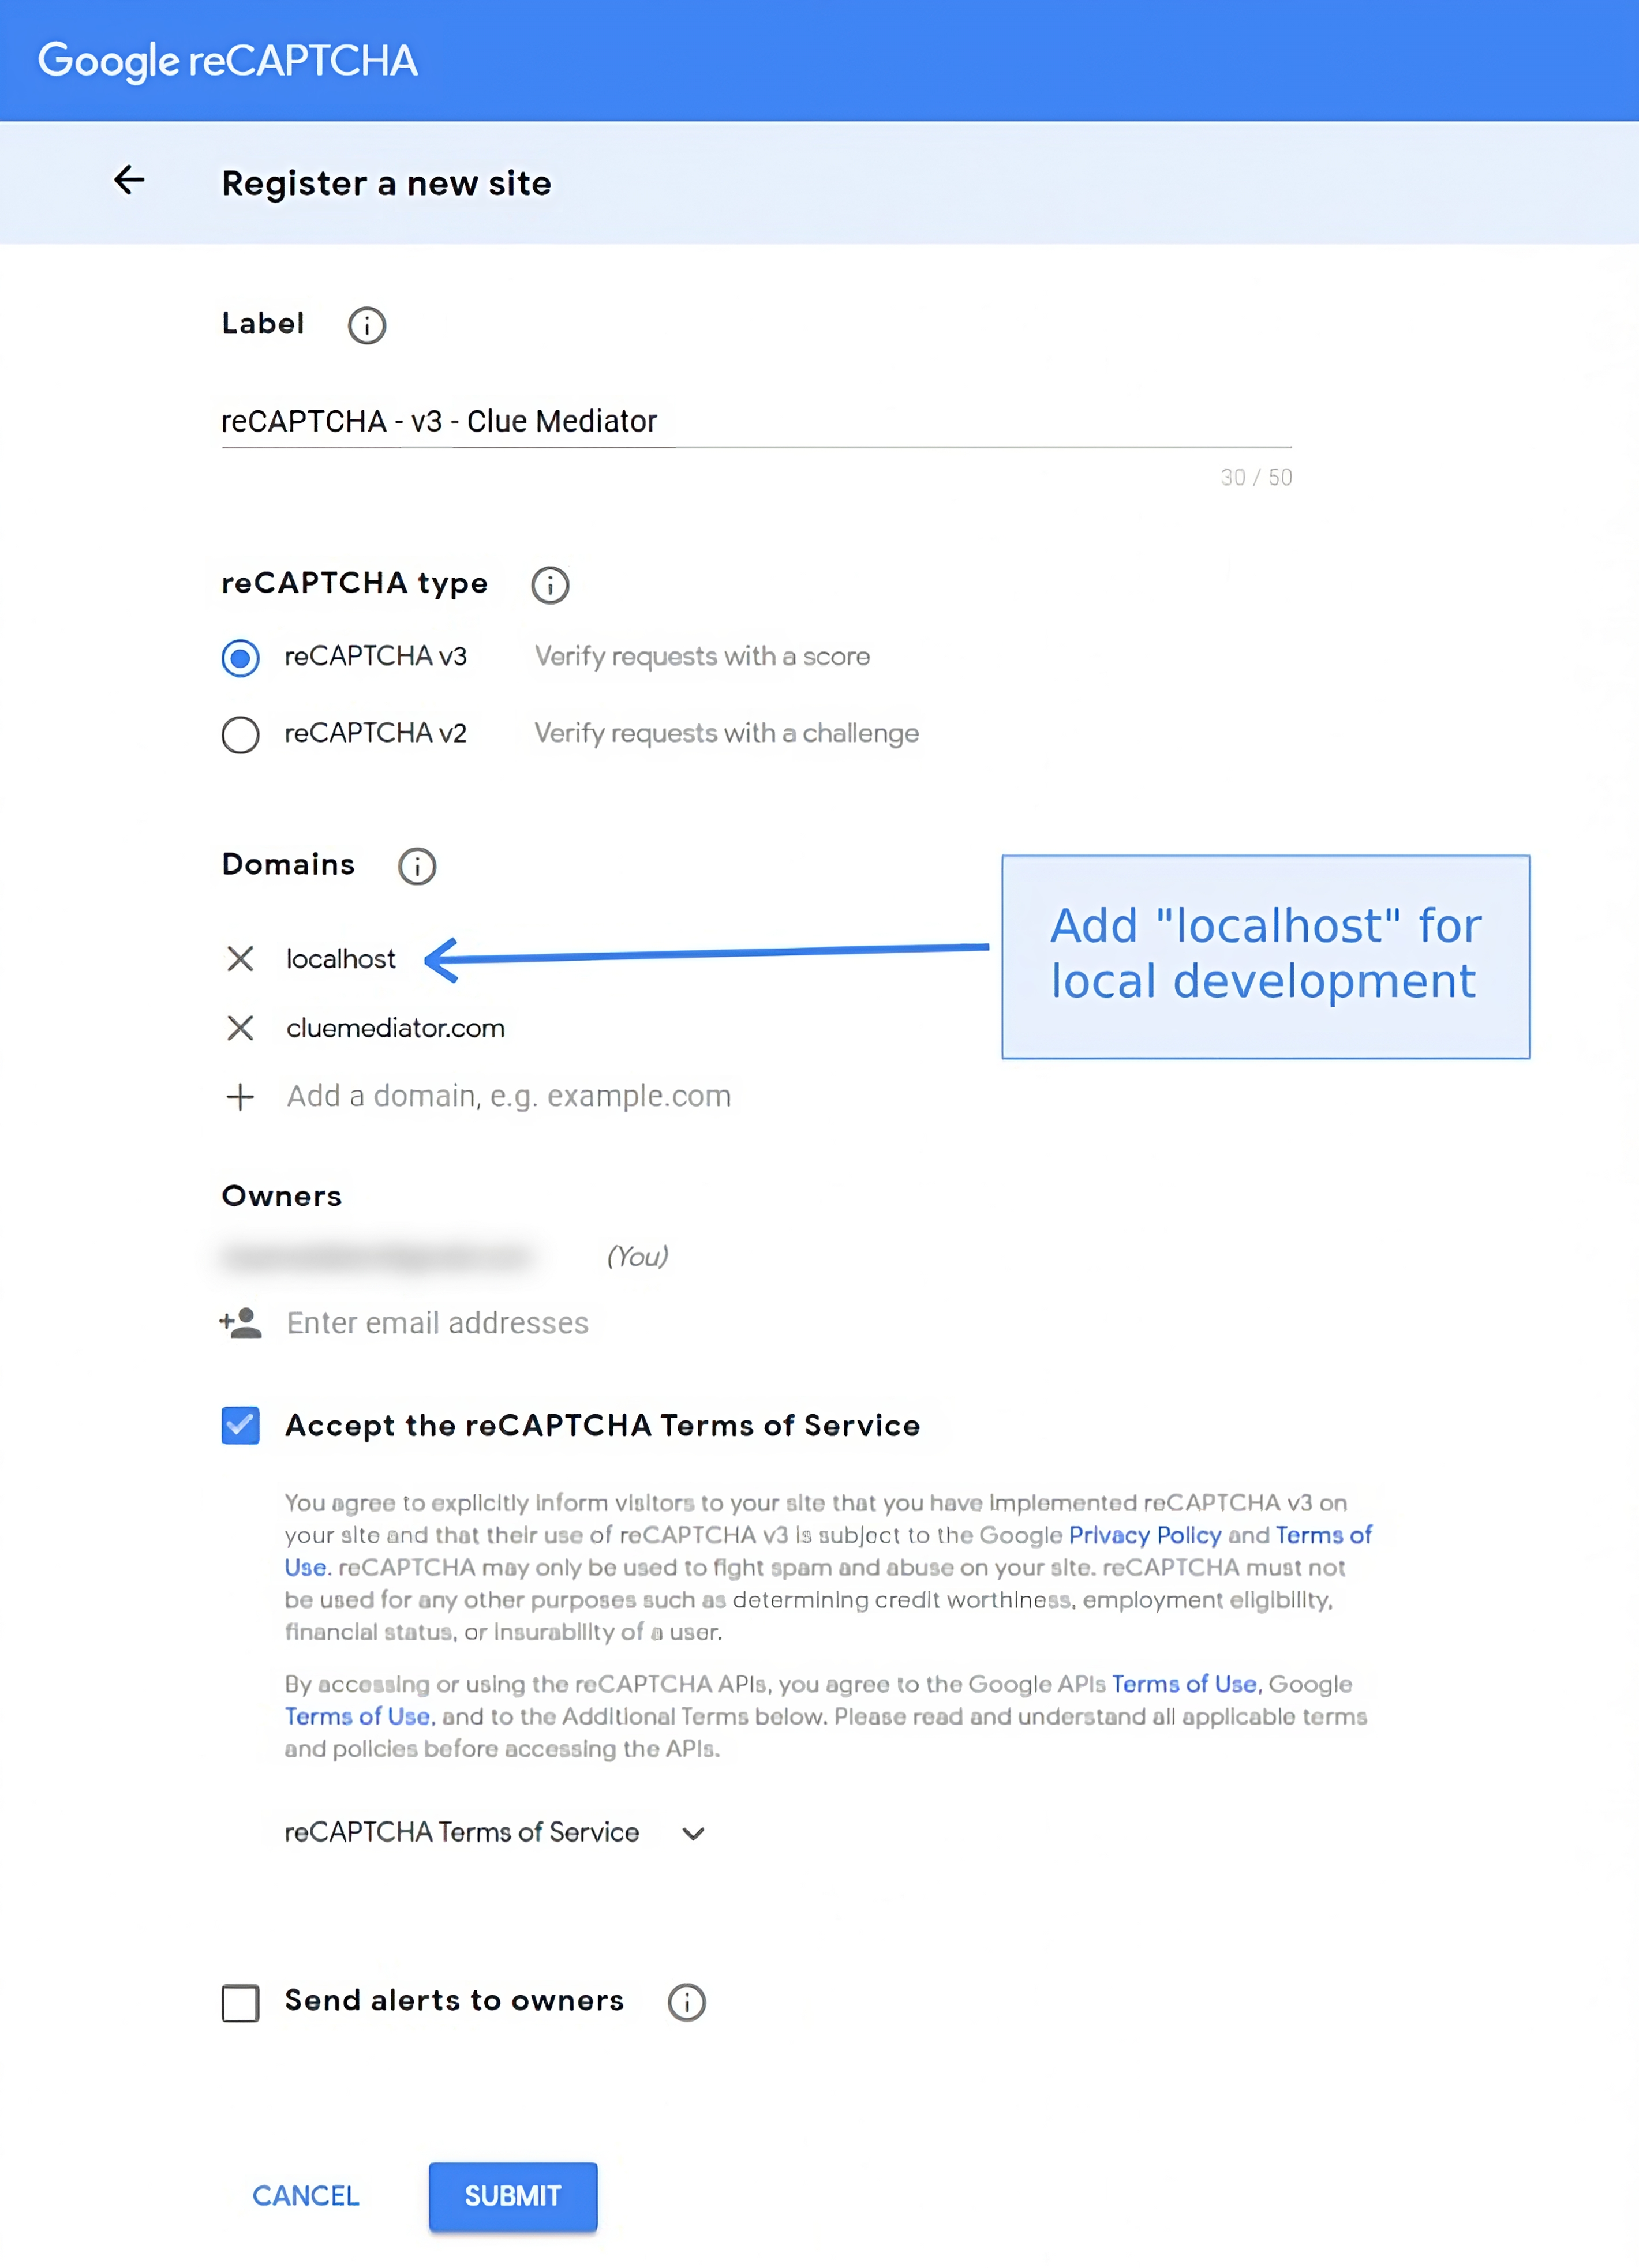 Google reCAPTCHA
Register a new site
Label
reCAPTCHA - v3 - Clue Mediator
30 / 50
reCAPTCHA type
reCAPTCHA v3 Verify requests with a score
reCAPTCHA v2 Verify requests with a challenge
Domains
Add "localhost" for
local development
localhost
cluemediator.com
Add a domain, e.g. example.com
Owners
(You)
Enter email addresses
Accept the reCAPTCHA Terms of Service
You agree to explicitly inform visitors to your site that you have implemented reCAPTCHA v3 on
your site and that their use of reCAPTCHA v3 is subject to the Google Privacy Policy and Terms of
Use. reCAPTCHA may only be used to fight spam and abuse on your site. reCAPTCHA must not
be used for any other purposes such as determining credit worthiness, employment eligibility,
financial status, or insurability of a user.
By accessing or using the reCAPTCHA APIs, you agree to the Google APIs Terms of Use, Google
Terms of Use, and to the Additional Terms below. Please read and understand all applicable terms
and policies before accessing the APIs.
reCAPTCHA Terms of Service
Send alerts to owners
CANCEL SUBMIT